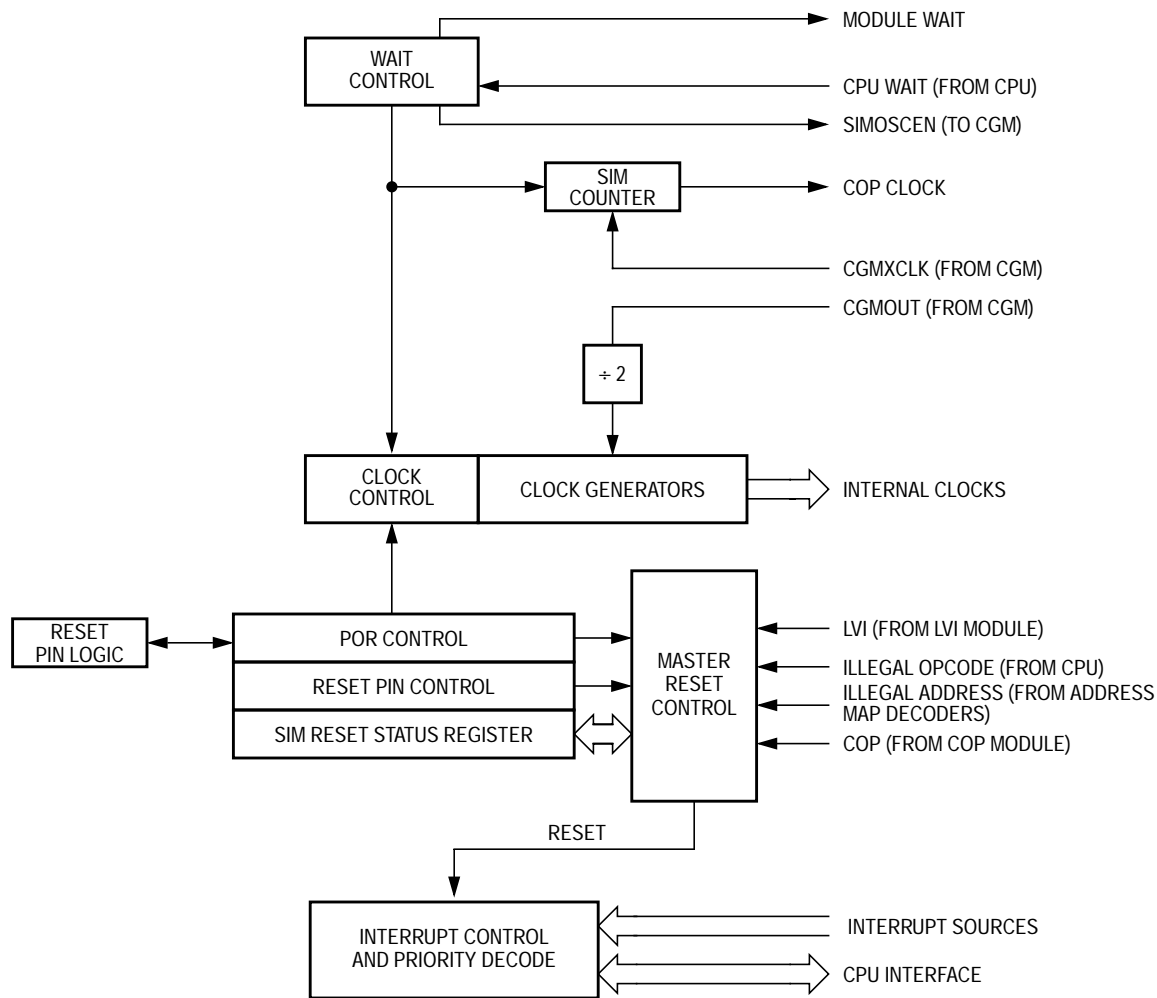 MODULE WAIT
WAIT
CONTROL
CPU WAIT (FROM CPU)
SIMOSCEN (TO CGM)
SIM
COUNTER
COP CLOCK
CGMXCLK (FROM CGM)
CGMOUT (FROM CGM)
÷ 2
CLOCK
CONTROL
CLOCK GENERATORS
INTERNAL CLOCKS
RESET
PIN LOGIC
POR CONTROL
RESET PIN CONTROL
SIM RESET STATUS REGISTER
MASTER
RESET
CONTROL
LVI (FROM LVI MODULE)
ILLEGAL OPCODE (FROM CPU)
ILLEGAL ADDRESS (FROM ADDRESS
MAP DECODERS)
COP (FROM COP MODULE)
RESET
INTERRUPT CONTROL
AND PRIORITY DECODE
INTERRUPT SOURCES
CPU INTERFACE